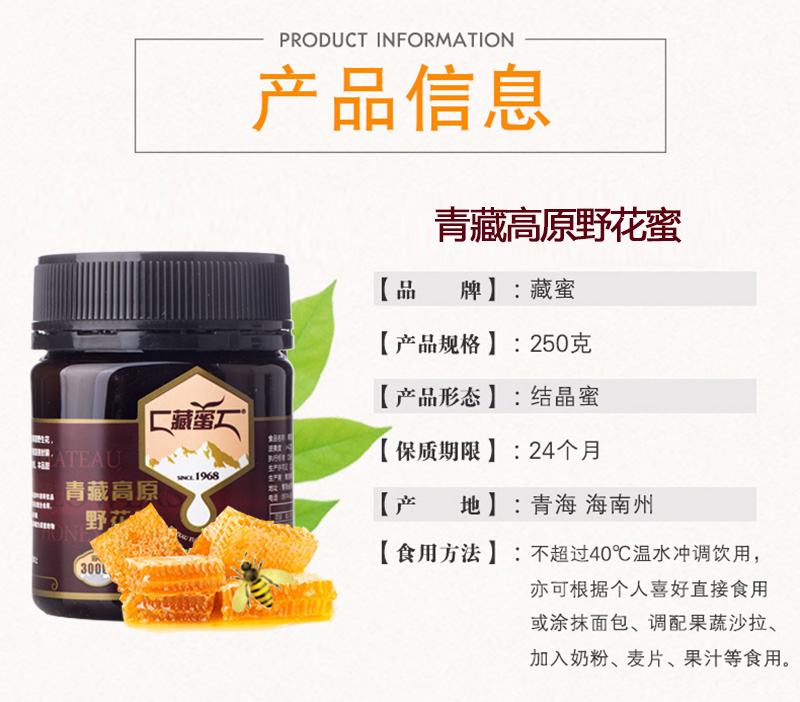 PRODUCT INFORMATION
产品信息
青藏高原野花蜜
【品 牌】:藏蜜
【产品规格】:250克
【产品形态】:结晶蜜
【保质期限】:24个月
【产 地】:青海 海南州
【食用方法】:不超过40℃温水冲调饮用,
亦可根据个人喜好直接食用
或涂抹面包、调配果蔬沙拉、
加入奶粉、麦片、果汁等食用。
藏蜜®
SINCE 1968
青藏高原
野花